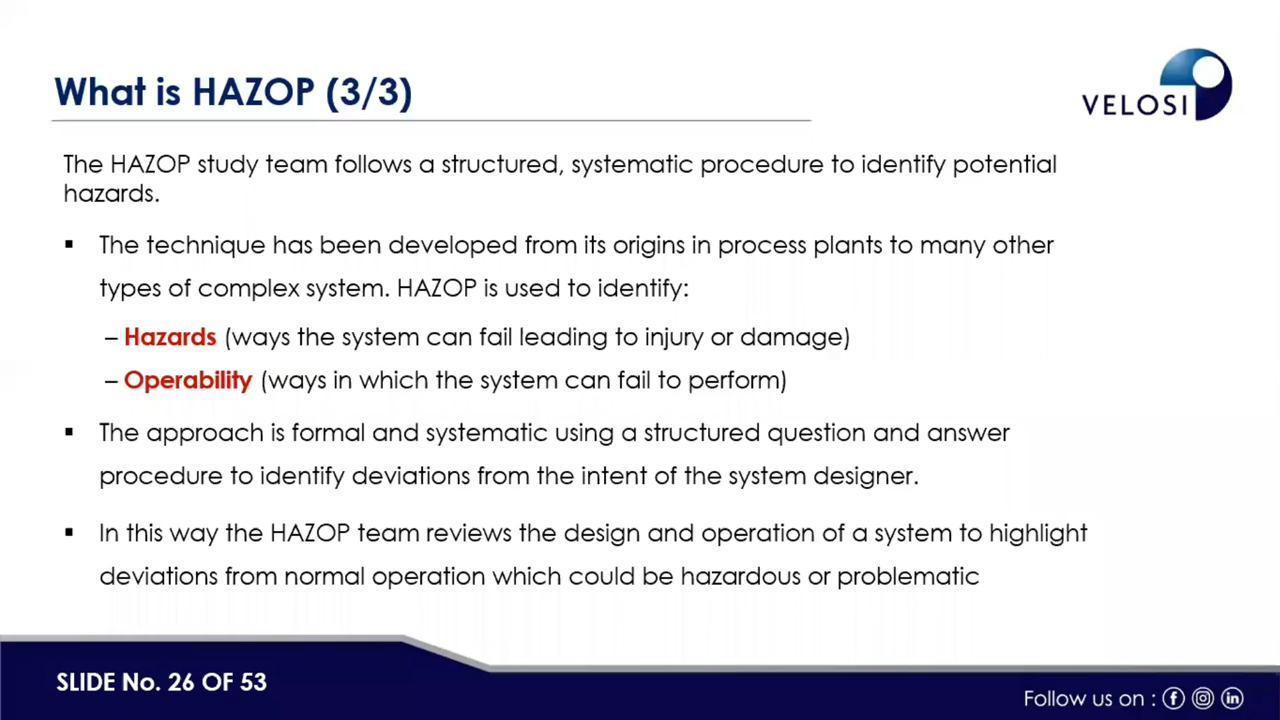 What is HAZOP (3/3)
VELOSI
The HAZOP study team follows a structured, systematic procedure to identify potential
hazards.
▪ The technique has been developed from its origins in process plants to many other
types of complex system. HAZOP is used to identify:
– Hazards (ways the system can fail leading to injury or damage)
– Operability (ways in which the system can fail to perform)
▪ The approach is formal and systematic using a structured question and answer
procedure to identify deviations from the intent of the system designer.
▪ In this way the HAZOP team reviews the design and operation of a system to highlight
deviations from normal operation which could be hazardous or problematic
SLIDE No. 26 OF 53
Follow us on :